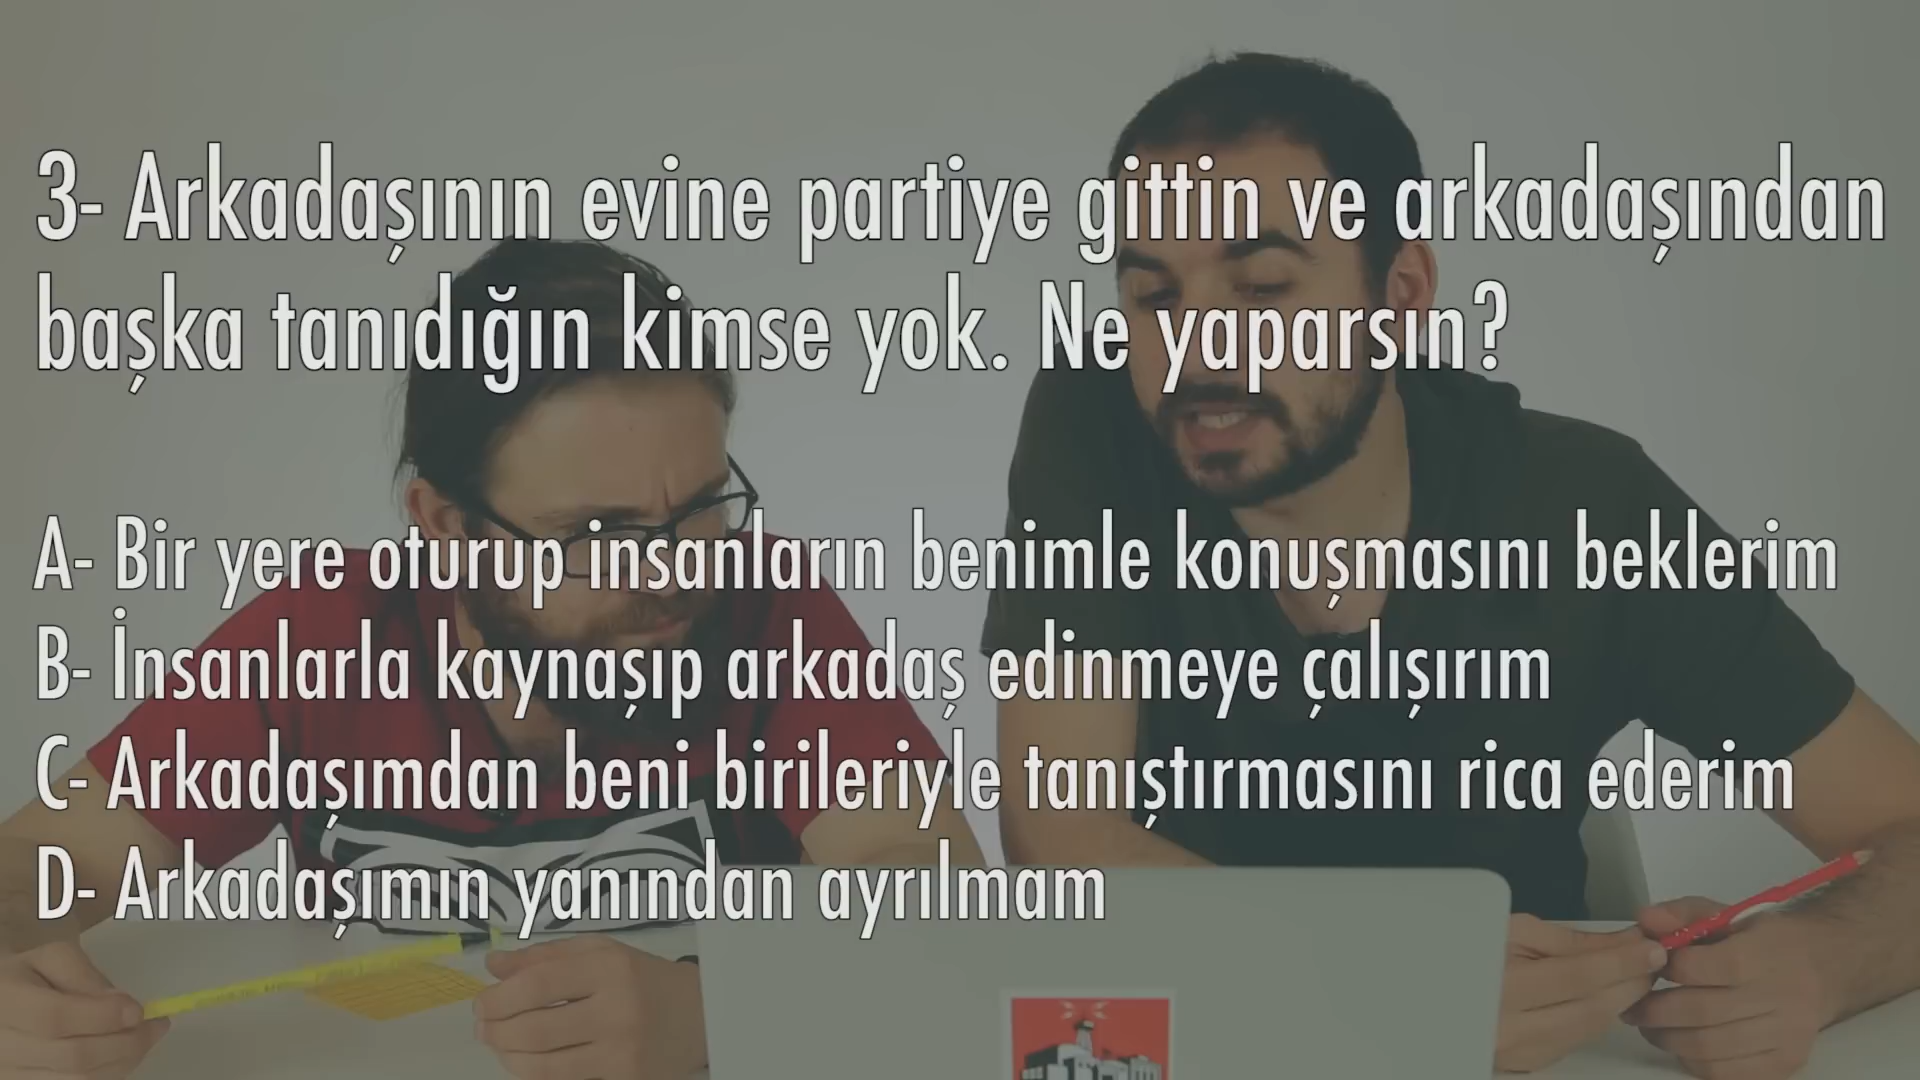 3- Arkadaşının evine partiye gittin ve arkadaşından
başka tanıdığın kimse yok. Ne yaparsın?
A- Bir yere oturup insanların benimle konuşmasını beklerim
B- İnsanlarla kaynaşıp arkadaş edinmeye çalışırım
C- Arkadaşımdan beni birileriyle tanıştırmasını rica ederim
D- Arkadaşımın yanından ayrılmam